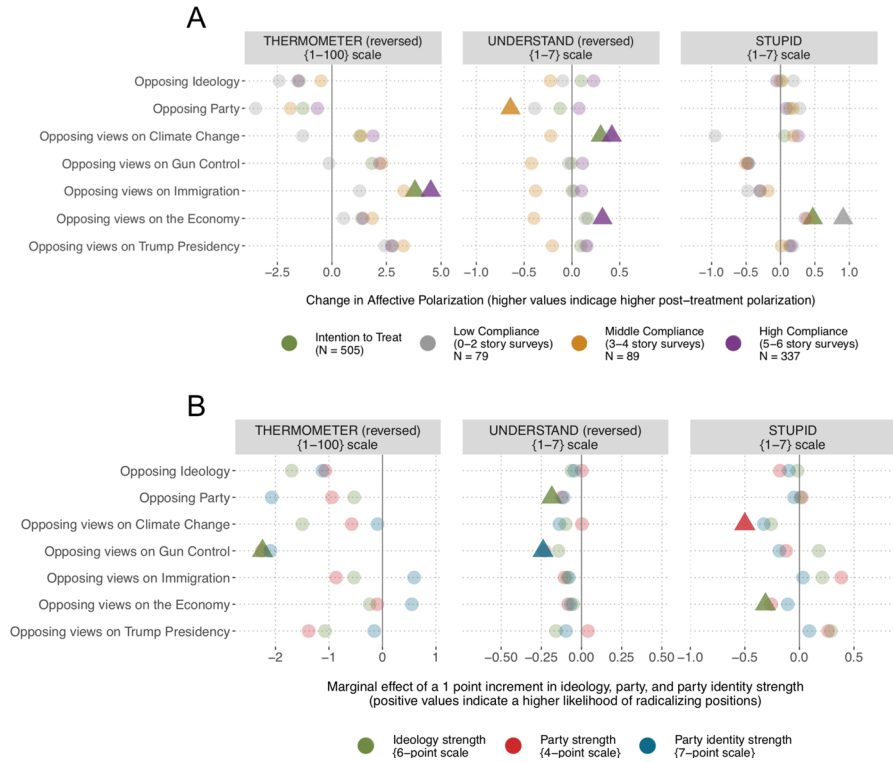 A
THERMOMETER (reversed)
{1−100} scale
UNDERSTAND (reversed)
{1−7} scale
STUPID
{1−7} scale
Opposing Ideology
Opposing Party
Opposing views on Climate Change
Opposing views on Gun Control
Opposing views on Immigration
Opposing views on the Economy
Opposing views on Trump Presidency
−2.5 0.0 2.5 5.0
−1.0 −0.5 0.0 0.5
−1.0 −0.5 0.0 0.5 1.0
Change in Affective Polarization (higher values indicage higher post−treatment polarization)
Intention to Treat
(N = 505)
Low Compliance
(0−2 story surveys)
N = 79
Middle Compliance
(3−4 story surveys)
N = 89
High Compliance
(5−6 story surveys)
N = 337
B
THERMOMETER (reversed)
{1−100} scale
UNDERSTAND (reversed)
{1−7} scale
STUPID
{1−7} scale
Opposing Ideology
Opposing Party
Opposing views on Climate Change
Opposing views on Gun Control
Opposing views on Immigration
Opposing views on the Economy
Opposing views on Trump Presidency
−2 −1 0 1
−0.50 −0.25 0.00 0.25 0.50
−1.0 −0.5 0.0 0.5
Marginal effect of a 1 point increment in ideology, party, and party identity strength
(positive values indicate a higher likelihood of radicalizing positions)
Ideology strength
{6−point scale
Party strength
{4−point scale}
Party identity strength
{7−point scale}